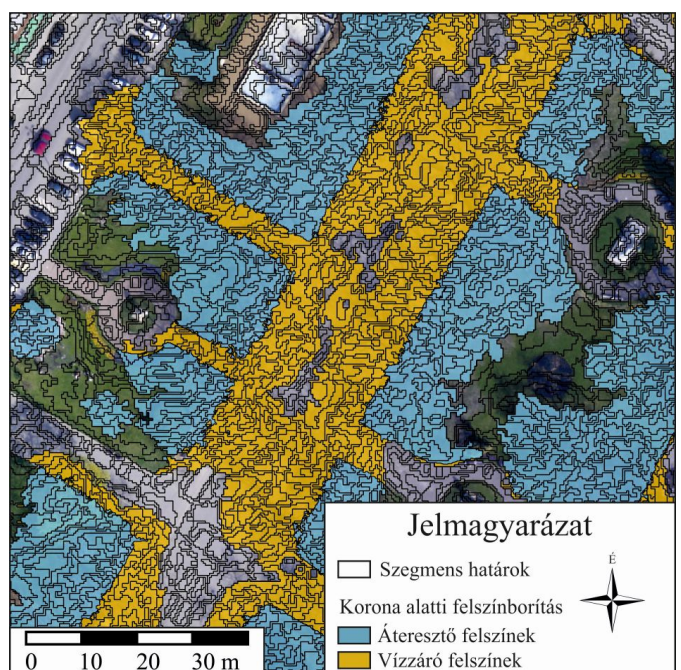 Jelmagyarázat
Szegmens határok
É
Korona alatti felszínborítás
Áteresztő felszínek
Vízzáró felszínek
0 10 20 30 m